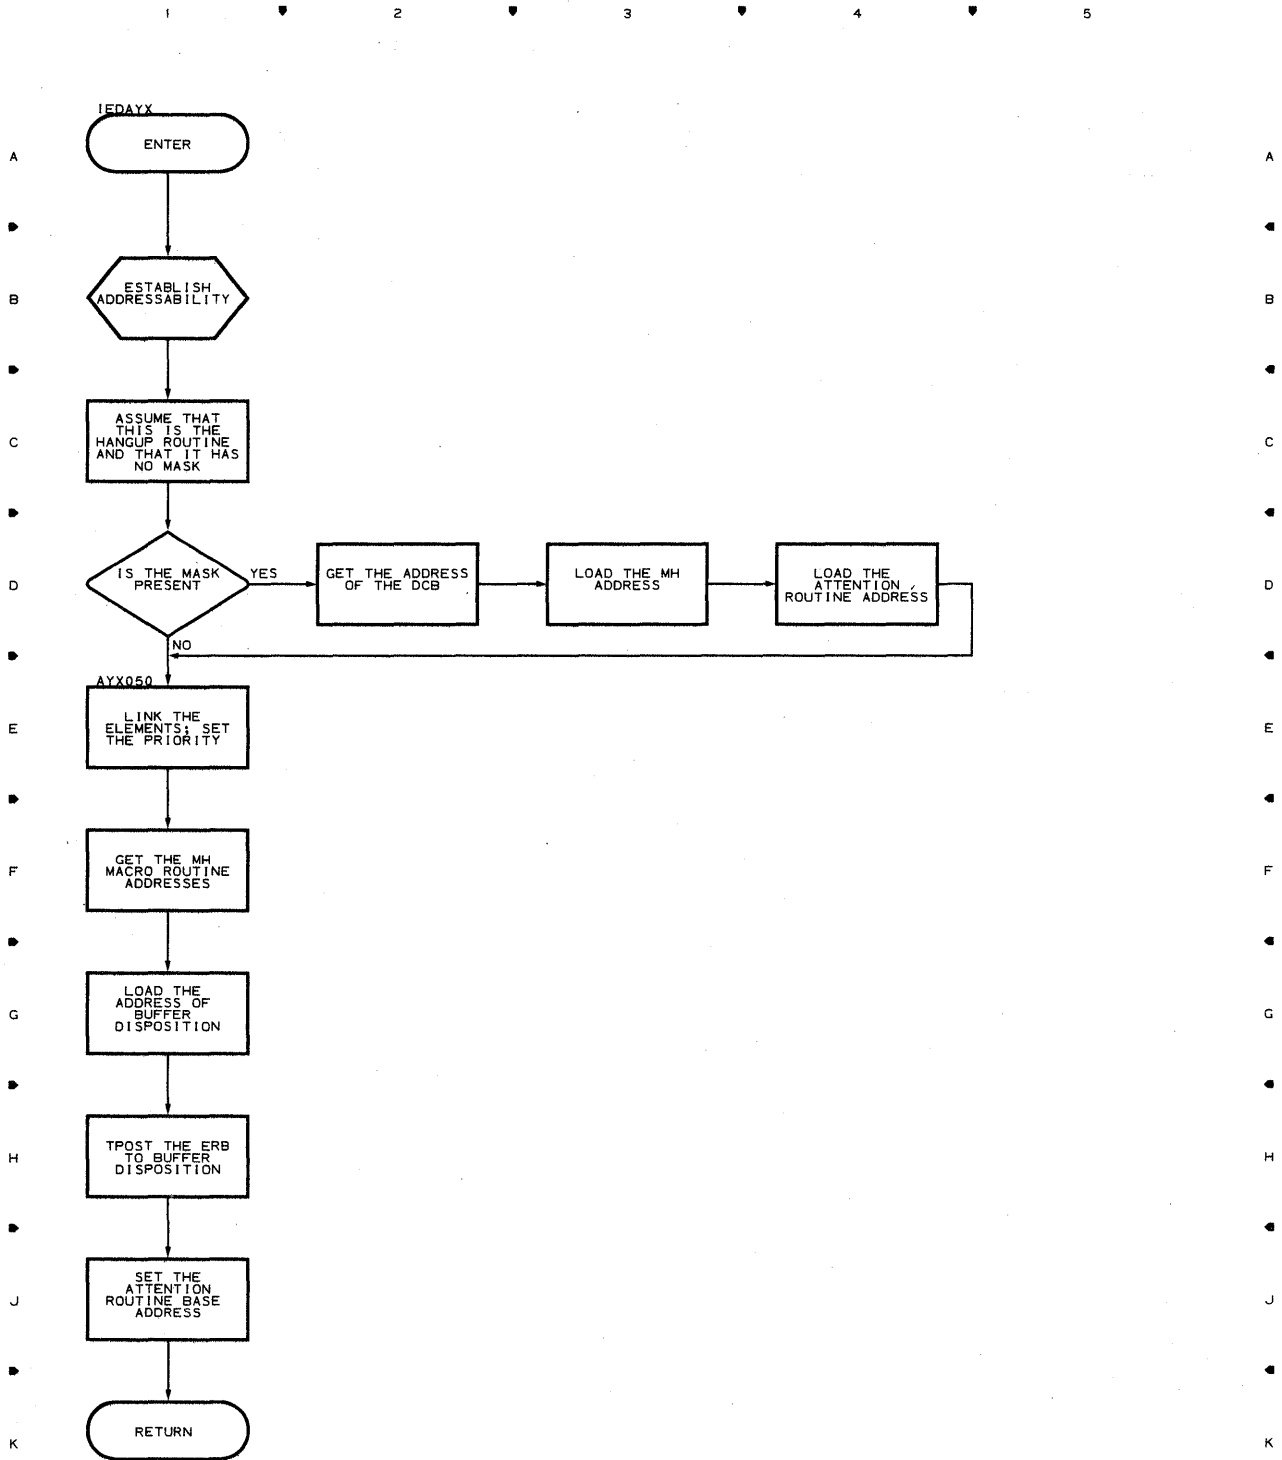 1 2 3 4 5
IEDAYX
ENTER
A A
ESTABLISH
ADDRESSABILITY
B B
ASSUME THAT
THIS IS THE
HANGUP ROUTINE
AND THAT IT HAS
NO MASK
C C
IS THE MASK
PRESENT
YES
GET THE ADDRESS
OF THE DCB
LOAD THE MH
ADDRESS
LOAD THE
ATTENTION
ROUTINE ADDRESS
D D
NO
AYX050
LINK THE
ELEMENTS; SET
THE PRIORITY
E E
GET THE MH
MACRO ROUTINE
ADDRESSES
F F
LOAD THE
ADDRESS OF
BUFFER
DISPOSITION
G G
TPOST THE ERB
TO BUFFER
DISPOSITION
H H
SET THE
ATTENTION
ROUTINE BASE
ADDRESS
J J
RETURN
K K